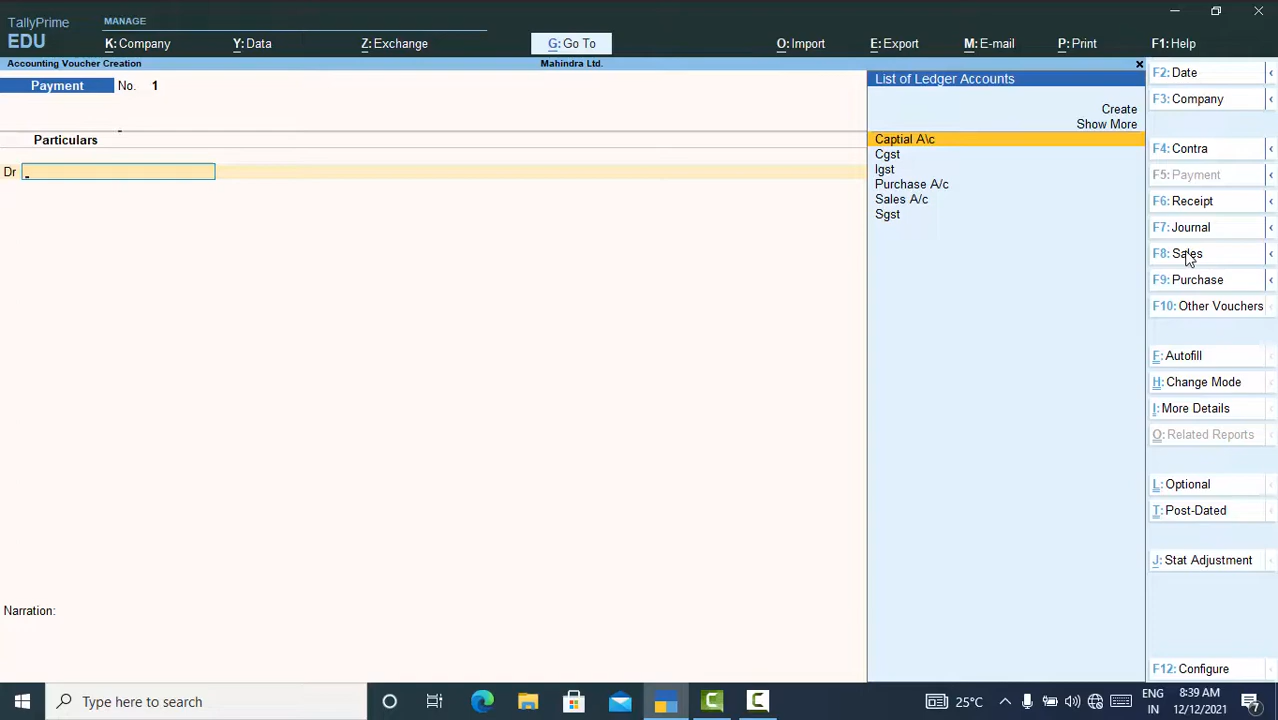 TallyPrime
EDU
MANAGE
K: Company
Y: Data
Z: Exchange
G: Go To
O: Import
E: Export
M: E-mail
P: Print
F1: Help
Accounting Voucher Creation
Mahindra Ltd.
Payment No. 1
Particulars
Dr
Narration:
List of Ledger Accounts
Create
Show More
Captial A\c
Cgst
Igst
Purchase A/c
Sales A/c
Sgst
F2: Date
F3: Company
F4: Contra
F5: Payment
F6: Receipt
F7: Journal
F8: Sales
F9: Purchase
F10: Other Vouchers
F: Autofill
H: Change Mode
I: More Details
O: Related Reports
L: Optional
T: Post-Dated
J: Stat Adjustment
F12: Configure
Type here to search
25°C
ENG
IN
8:39 AM
12/12/2021
7